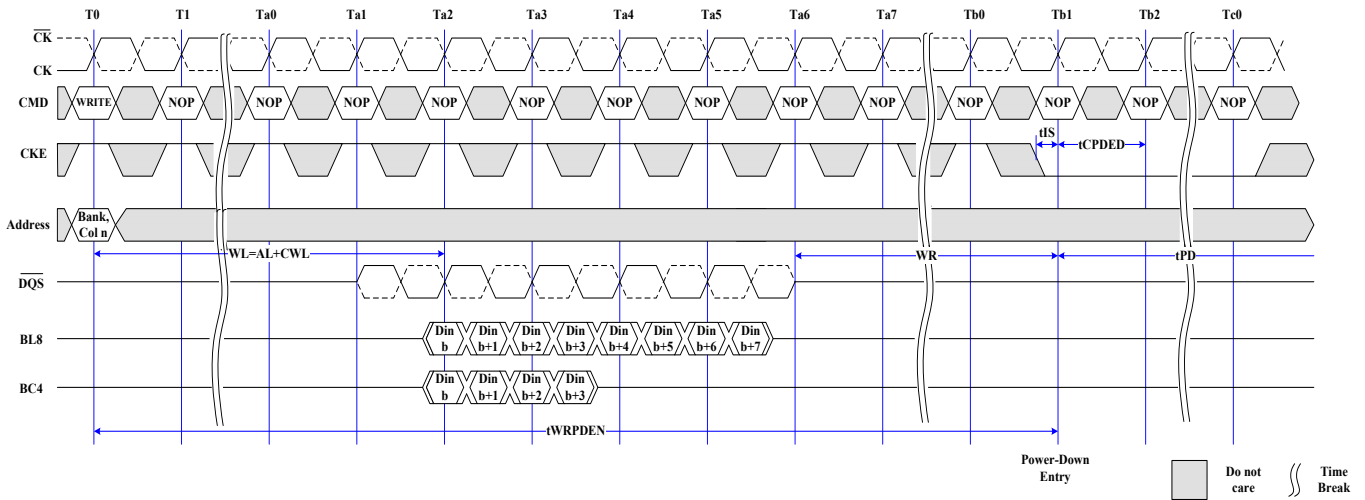 T0 T1 Ta0 Ta1 Ta2 Ta3 Ta4 Ta5 Ta6 Ta7 Tb0 Tb1 Tb2 Tc0
CK
CK
CMD WRITE NOP NOP NOP NOP NOP NOP NOP NOP NOP NOP NOP NOP NOP
tIS
CKE tCPDED
Address Bank, Col n
WL=AL+CWL WR tPD
DQS
BL8 Din b Din b+1 Din b+2 Din b+3 Din b+4 Din b+5 Din b+6 Din b+7
BC4 Din b Din b+1 Din b+2 Din b+3
tWRPDEN
Power-Down
Entry
Do not
care
Time
Break